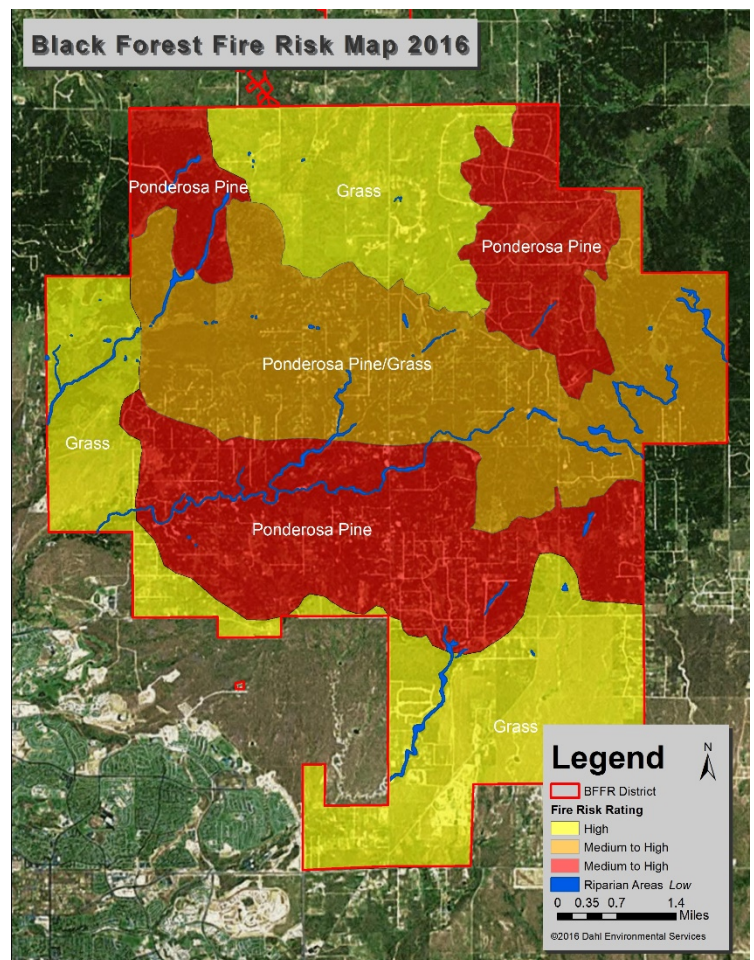 Black Forest Fire Risk Map 2016
Ponderosa Pine
Grass
Ponderosa Pine
Ponderosa Pine/Grass
Grass
Ponderosa Pine
Grass
Legend
N
BFFR District
Fire Risk Rating
High
Medium to High
Medium to High
Riparian Areas Low
0 0.35 0.7 1.4
Miles
©2016 Dahl Environmental Services